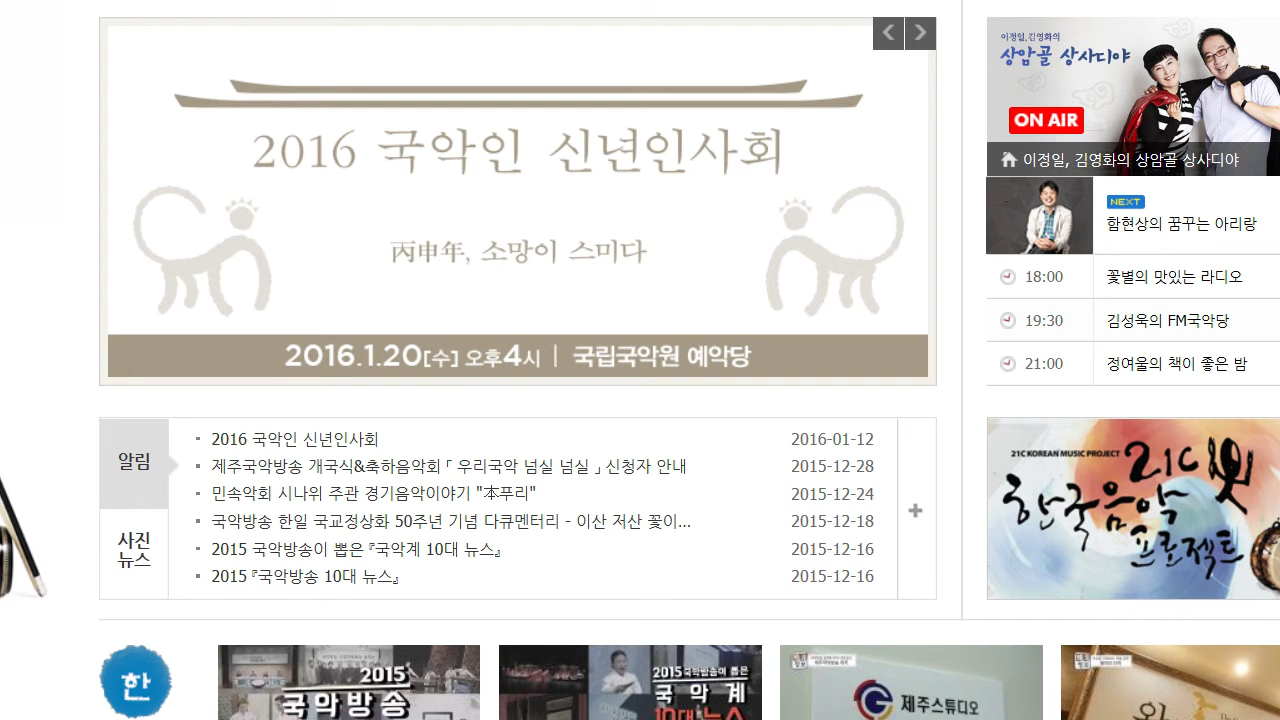 2016 국악인 신년인사회
丙申年, 소망이 스미다
2016.1.20[수] 오후4시 | 국립국악원 예악당
이정일,김영화의
상암골 상사디야
ON AIR
이정일, 김영화의 상암골 상사디야
NEXT
함현상의 꿈꾸는 아리랑
18:00 꽃별의 맛있는 라디오
19:30 김성욱의 FM국악당
21:00 정여울의 책이 좋은 밤
알림
사진
뉴스
2016 국악인 신년인사회 2016-01-12
제주국악방송 개국식&축하음악회 「 우리국악 넘실 넘실 」 신청자 안내 2015-12-28
민속악회 시나위 주관 경기음악이야기 "本푸리" 2015-12-24
국악방송 한일 국교정상화 50주년 기념 다큐멘터리 - 이산 저산 꽃이... 2015-12-18
2015 국악방송이 뽑은 『국악계 10대 뉴스』 2015-12-16
2015 『국악방송 10대 뉴스』 2015-12-16
21C KOREAN MUSIC PROJECT
21C
한국음악
프로젝트
한
2015
국악방송
2015국악방송이 뽑은
국악계
10대 뉴스
제주스튜디오